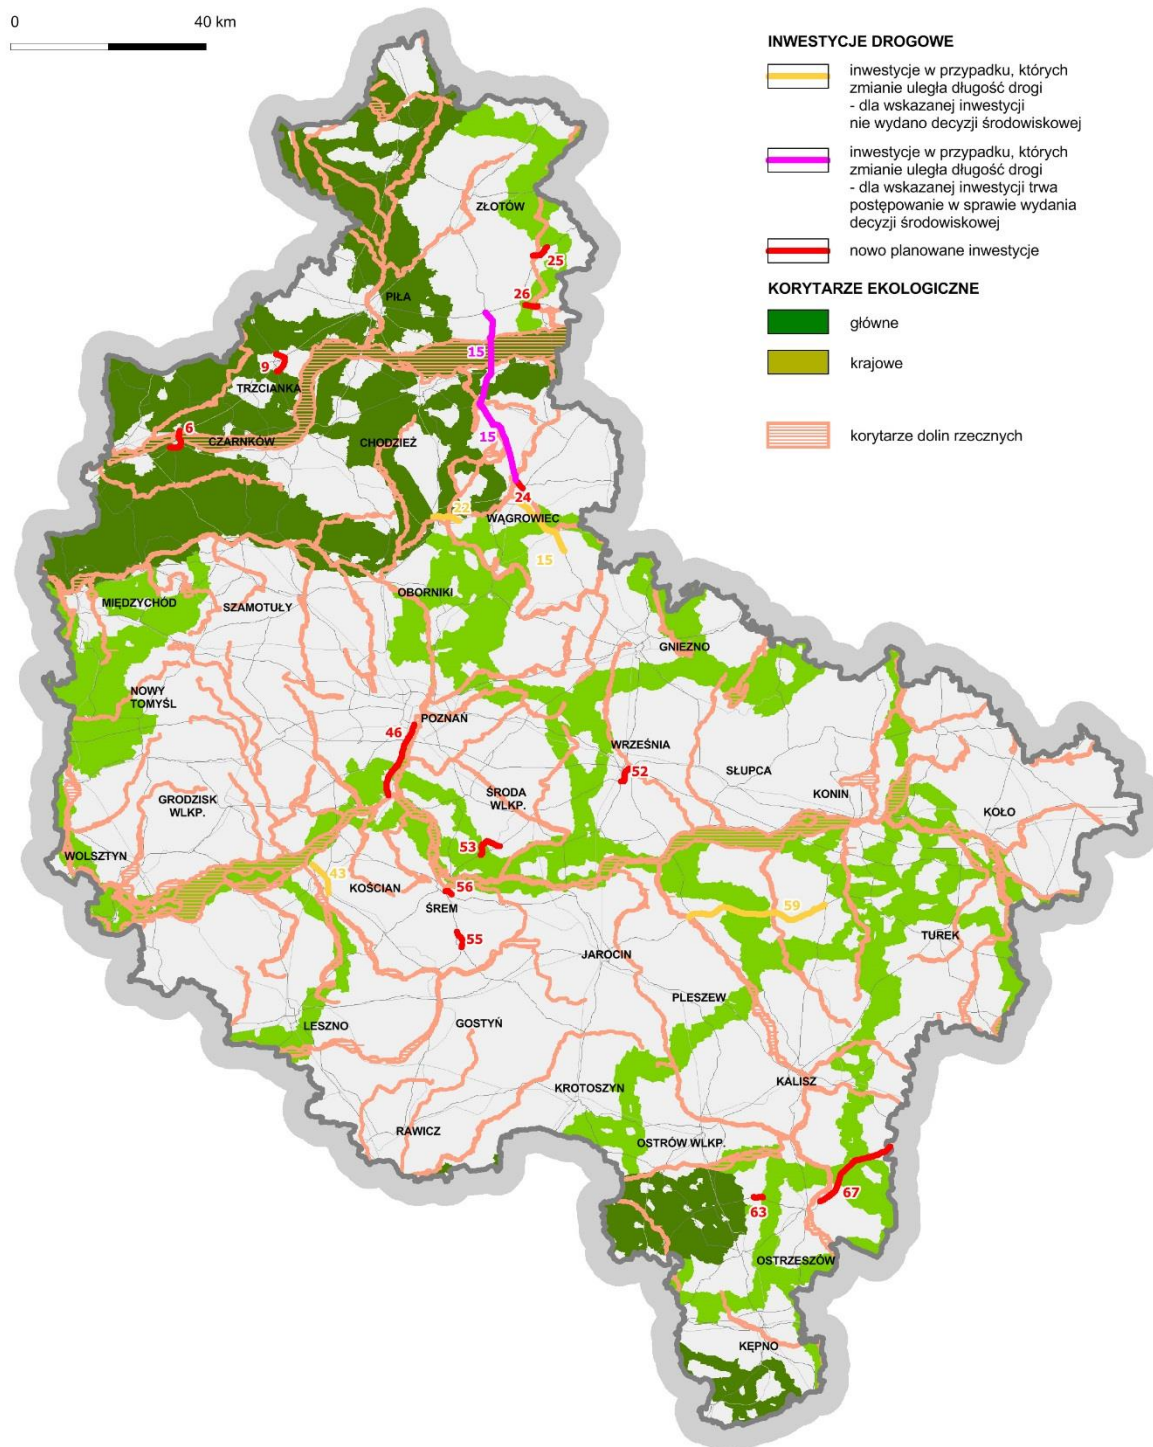 0 40 km
INWESTYCJE DROGOWE
inwestycje w przypadku, których
zmianie uległa długość drogi
- dla wskazanej inwestycji
nie wydano decyzji środowiskowej
inwestycje w przypadku, których
zmianie uległa długość drogi
- dla wskazanej inwestycji trwa
postępowanie w sprawie wydania
decyzji środowiskowej
nowo planowane inwestycje
KORYTARZE EKOLOGICZNE
główne
krajowe
korytarze dolin rzecznych
ZŁOTÓW
25
26
PIŁA
15
9
TRZCIANKA
6
CZARNKÓW
CHODZIEŻ
15
24
22
WĄGROWIEC
15
OBORNIKI
MIĘDZYCHÓD
SZAMOTUŁY
GNIEZNO
NOWY
TOMYŚL
POZNAŃ
46
WRZEŚNIA
52
SŁUPCA
KONIN
KOŁO
GRODZISK
WLKP.
ŚRODA
WLKP.
53
WOLSZTYN
43
KOŚCIAN
56
ŚREM
59
55
TUREK
JAROCIN
PLESZEW
LESZNO
GOSTYŃ
KROTOSZYN
KALISZ
RAWICZ
OSTRÓW WLKP.
67
63
OSTRZESZÓW
KĘPNO